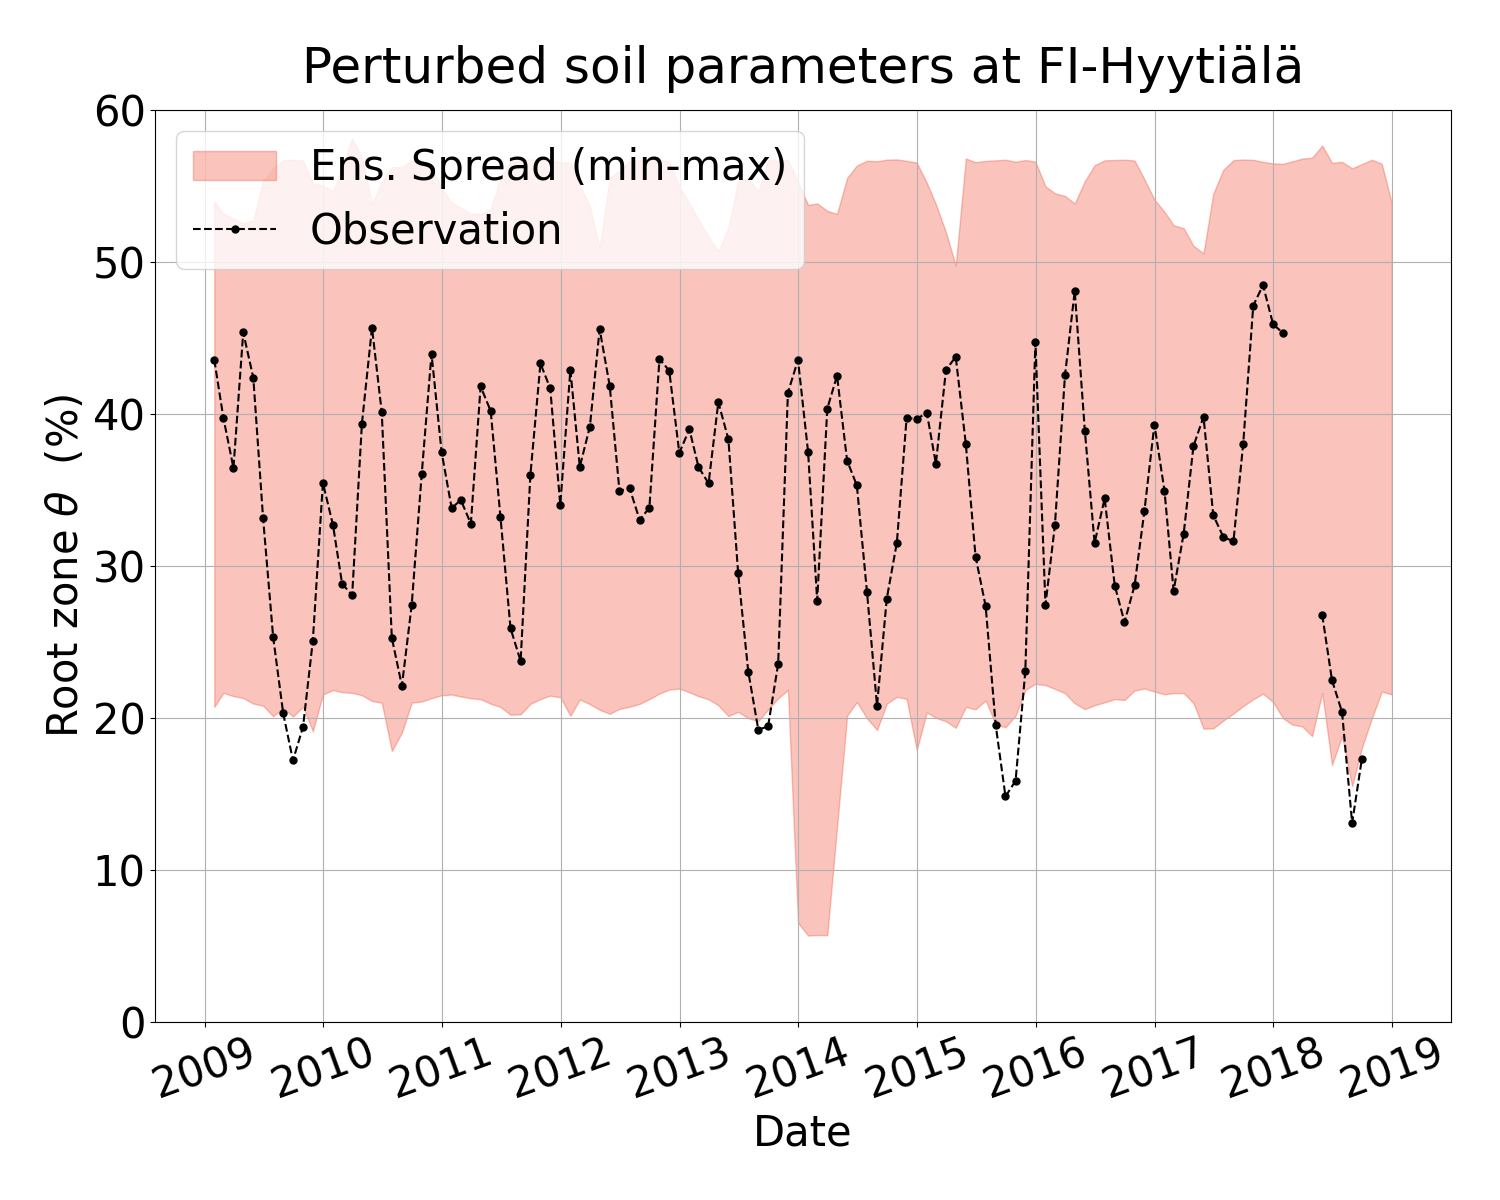 Perturbed soil parameters at FI-Hyytiälä
Ens. Spread (min-max)
Observation
Root zone θ (%)
60
50
40
30
20
10
0
2009 2010 2011 2012 2013 2014 2015 2016 2017 2018 2019
Date